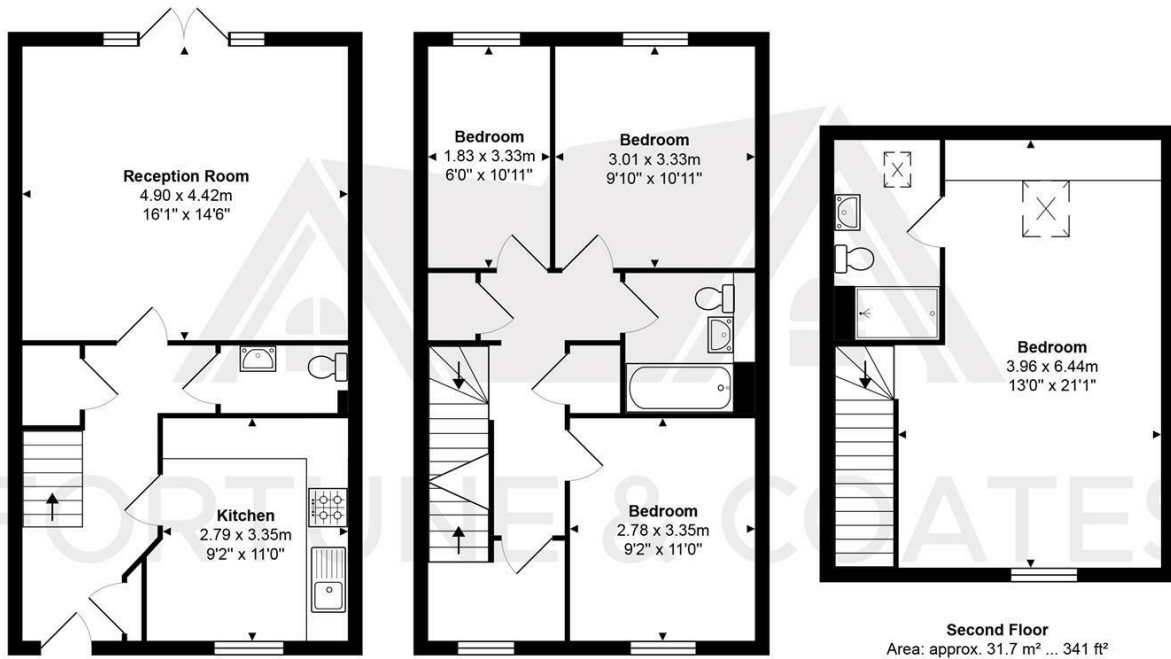 Reception Room
4.90 x 4.42m
16'1" x 14'6"
Kitchen
2.79 x 3.35m
9'2" x 11'0"
Bedroom
1.83 x 3.33m
6'0" x 10'11"
Bedroom
3.01 x 3.33m
9'10" x 10'11"
Bedroom
2.78 x 3.35m
9'2" x 11'0"
Bedroom
3.96 x 6.44m
13'0" x 21'1"
Second Floor
Area: approx. 31.7 m² ... 341 ft²
FORTUNE & COATES